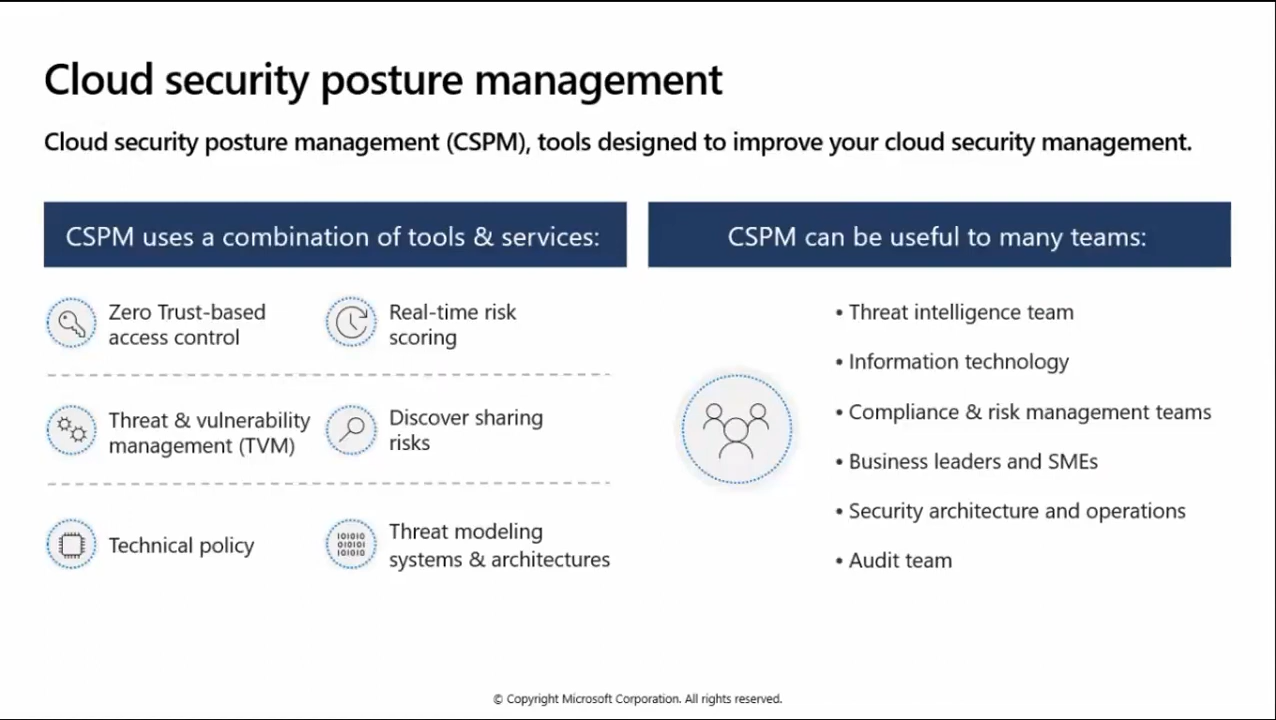 Cloud security posture management
Cloud security posture management (CSPM), tools designed to improve your cloud security management.
CSPM uses a combination of tools & services:
Zero Trust-based
access control
Real-time risk
scoring
Threat & vulnerability
management (TVM)
Discover sharing
risks
Technical policy
101010
010101
101010
Threat modeling
systems & architectures
CSPM can be useful to many teams:
• Threat intelligence team
• Information technology
• Compliance & risk management teams
• Business leaders and SMEs
• Security architecture and operations
• Audit team
© Copyright Microsoft Corporation. All rights reserved.